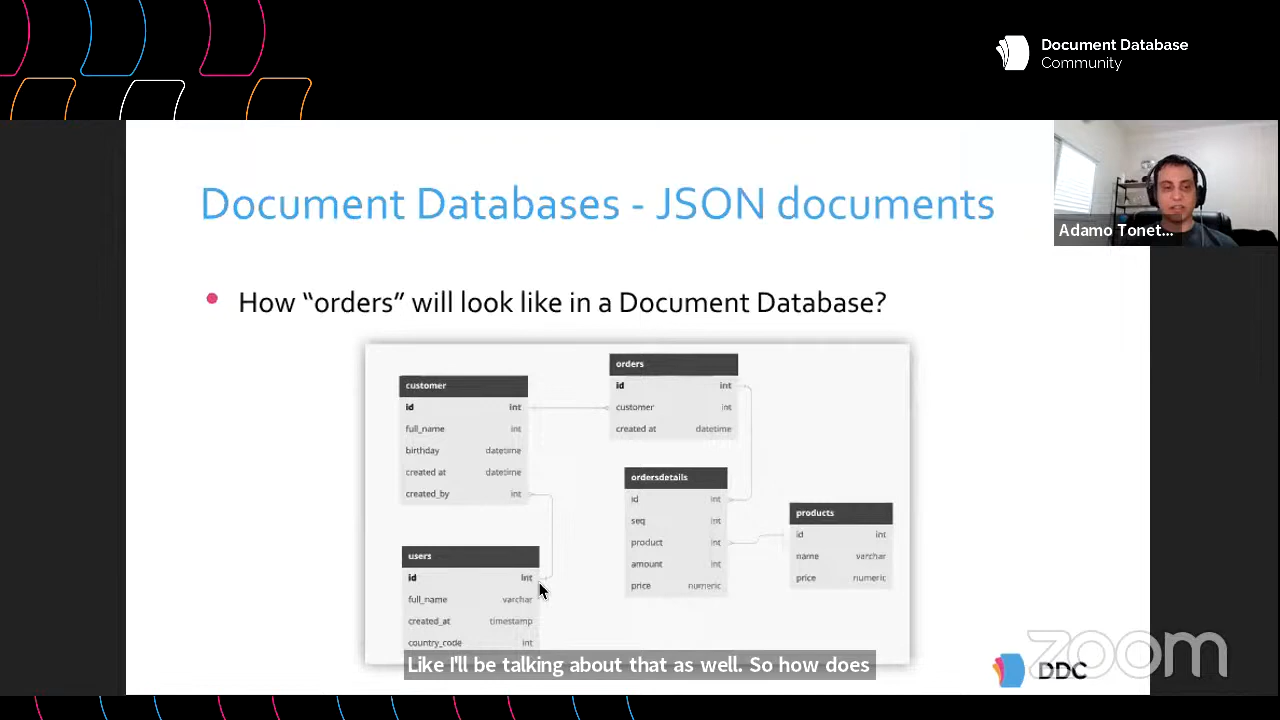 Document Database
Community
Adamo Tonet...
Document Databases - JSON documents
• How “orders” will look like in a Document Database?
customer
id int
full_name int
birthday datetime
created at datetime
created_by int
orders
id int
customer int
created at datetime
ordersdetails
id int
seq int
product int
amount int
price numeric
products
id int
name varchar
price numeric
users
id int
full_name varchar
created_at timestamp
country_code int
Like I'll be talking about that as well. So how does
DDC
zoom